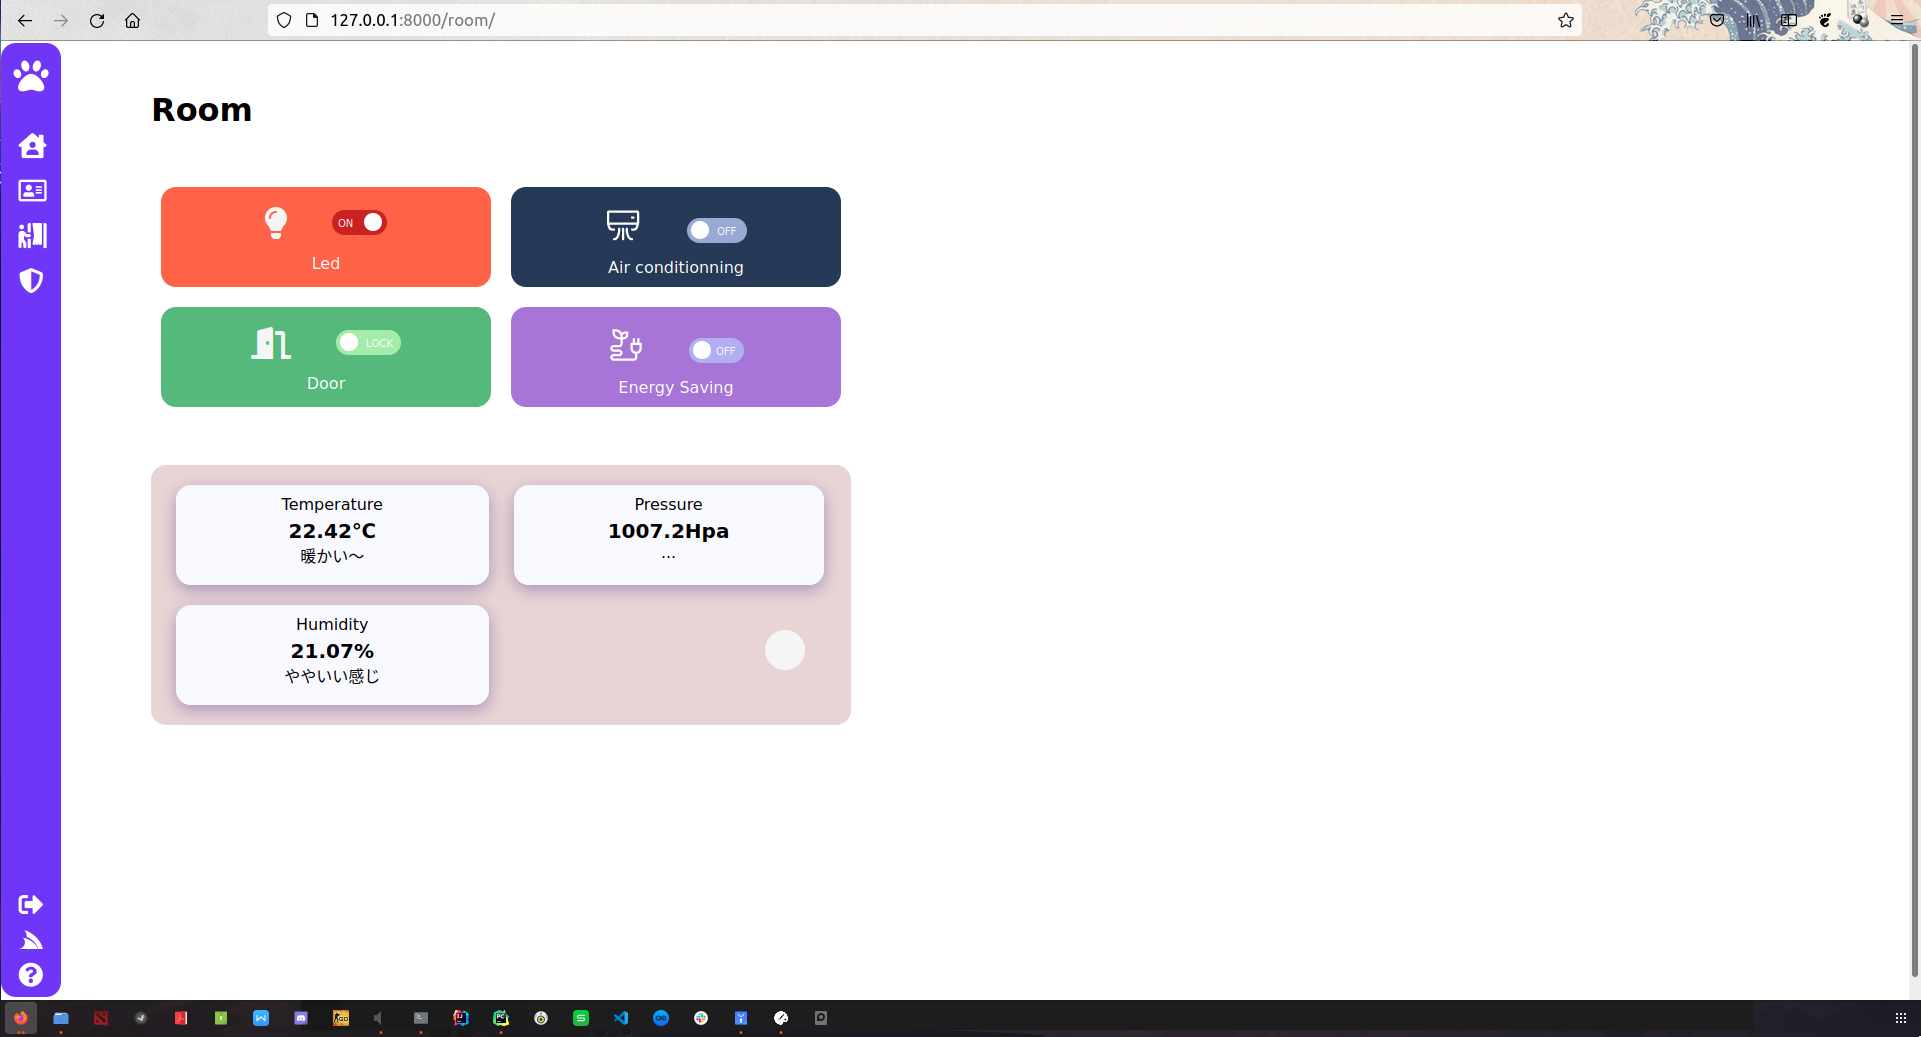 127.0.0.1:8000/room/
Room
ON
Led
OFF
Air conditionning
LOCK
Door
OFF
Energy Saving
Temperature
22.42°C
暖かい〜
Pressure
1007.2Hpa
...
Humidity
21.07%
ややいい感じ